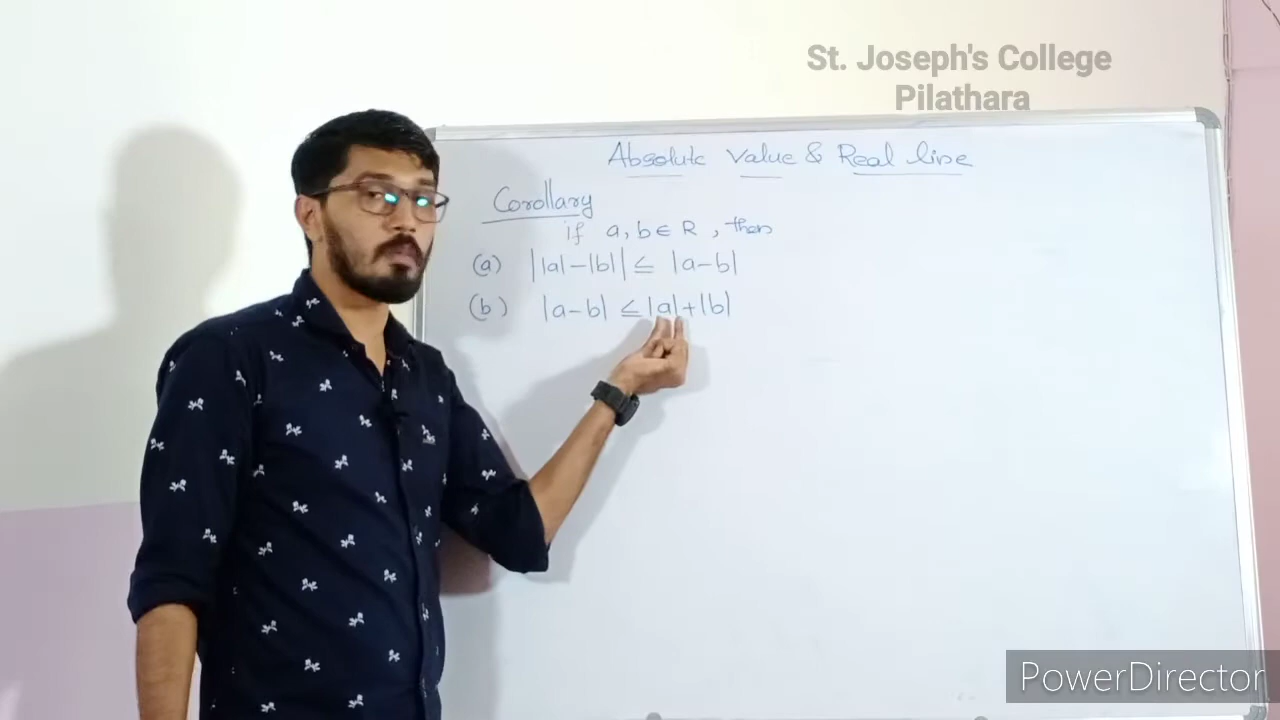 St. Joseph's College
Pilathara
Absolute Value & Real line
Corollary
if a, b ∈ R, then
(a) ||a|-|b|| ≤ |a-b|
(b) |a-b| ≤ |a|+|b|
PowerDirector